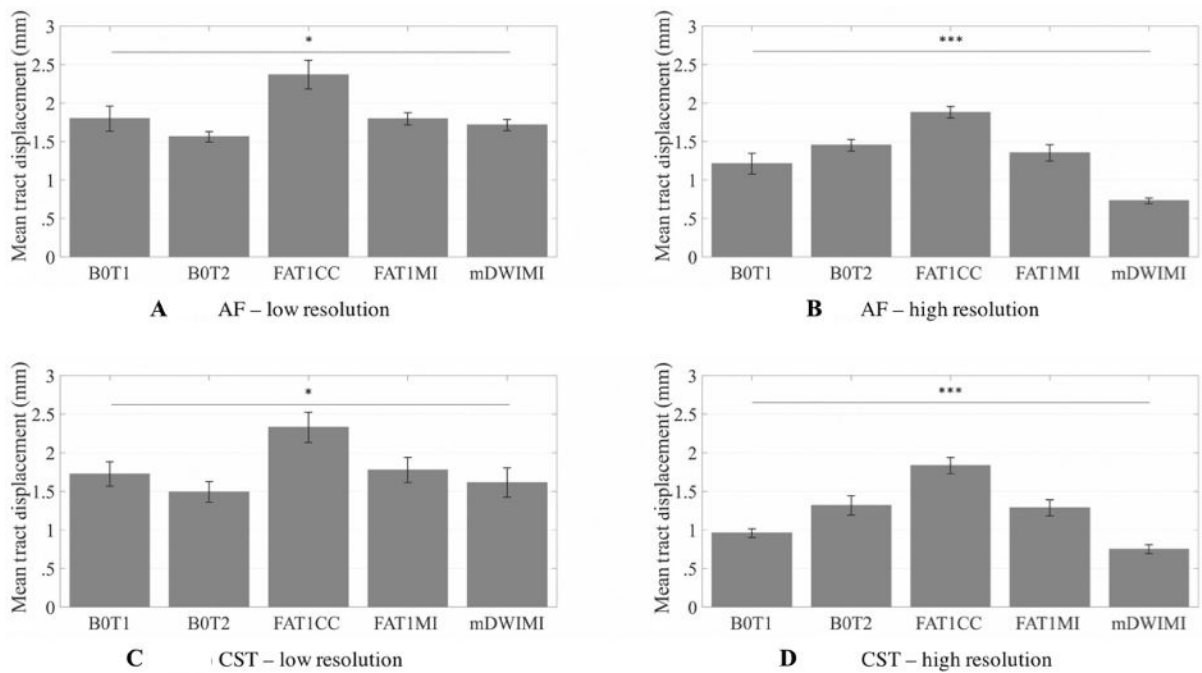 Mean tract displacement (mm)
3
2.5
2
1.5
1
.5
0
*
B0T1 B0T2 FAT1CC FAT1MI mDWIMI
A AF – low resolution
Mean tract displacement (mm)
3
2.5
2
1.5
1
.5
0
***
B0T1 B0T2 FAT1CC FAT1MI mDWIMI
B AF – high resolution
Mean tract displacement (mm)
3
2.5
2
1.5
1
.5
0
*
B0T1 B0T2 FAT1CC FAT1MI mDWIMI
C ) CST – low resolution
Mean tract displacement (mm)
3
2.5
2
1.5
1
.5
0
***
B0T1 B0T2 FAT1CC FAT1MI mDWIMI
D CST – high resolution